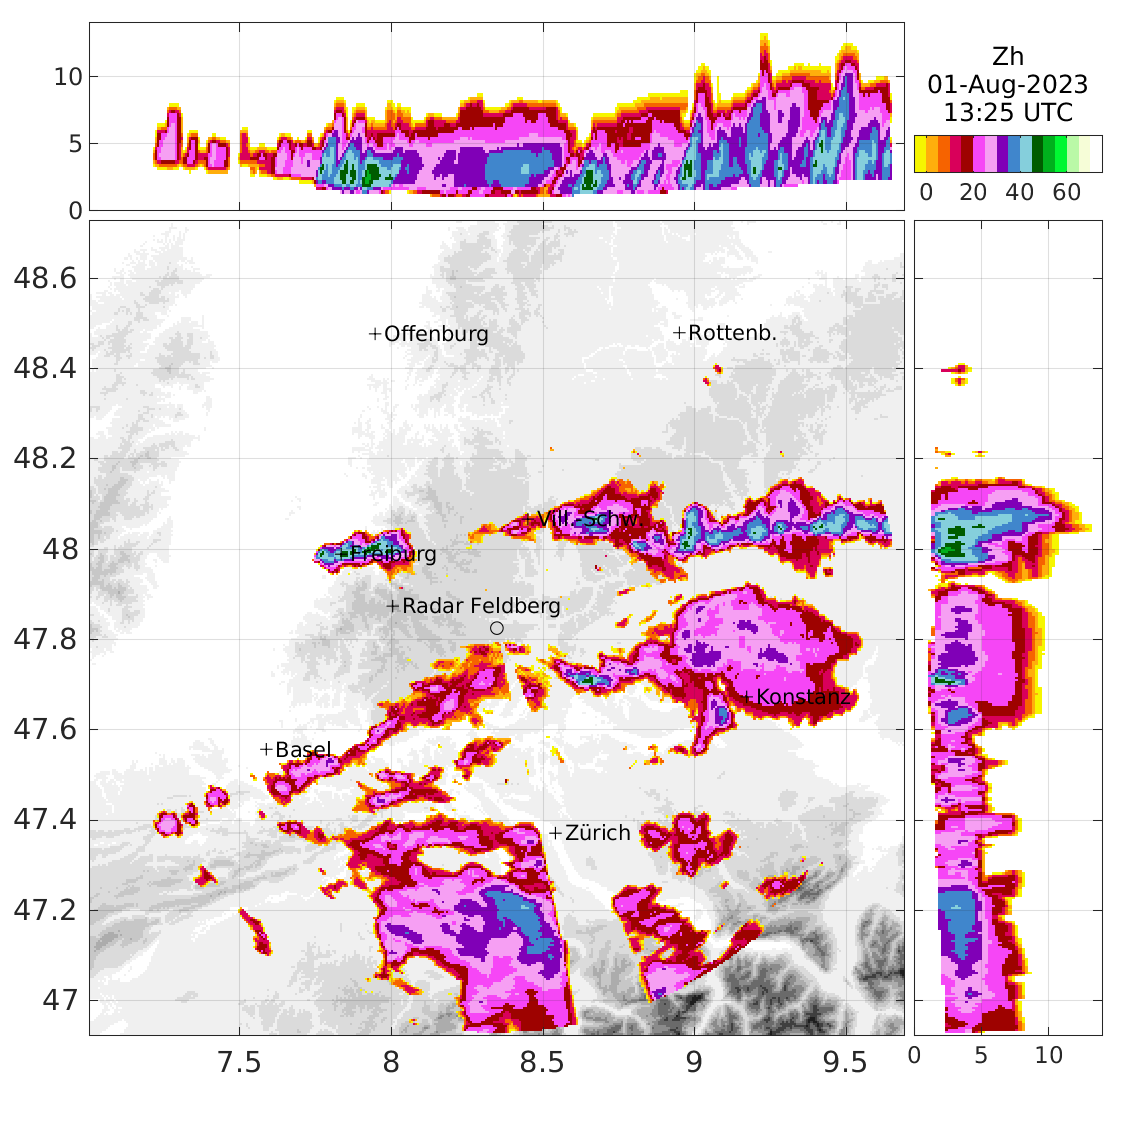 10
5
0
Zh
01-Aug-2023
13:25 UTC
0 20 40 60
48.6
48.4
48.2
48
47.8
47.6
47.4
47.2
47
+Offenburg
+Rottenb.
+Vill.-Schw.
+Freiburg
+Radar Feldberg
+Konstanz
+Basel
+Zürich
7.5 8 8.5 9 9.5
0 5 10